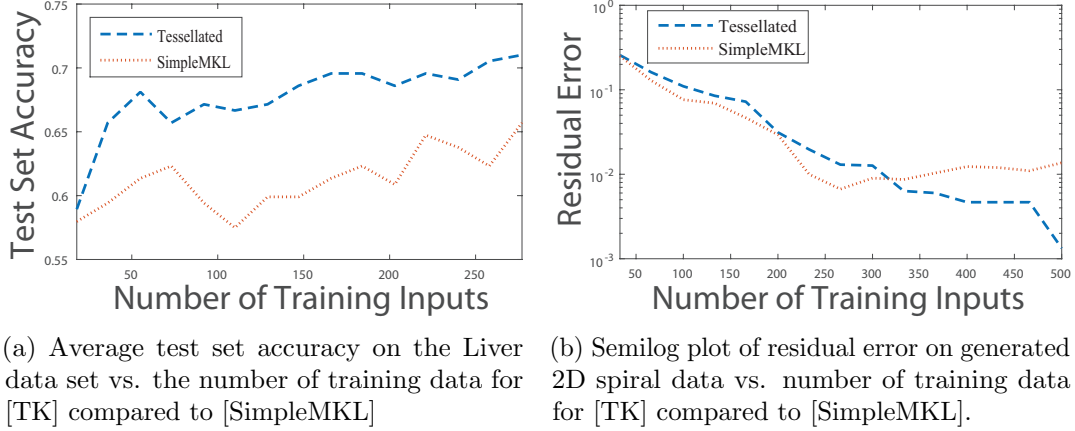 0.75
0.7
0.65
0.6
0.55
Test Set Accuracy
Tessellated
SimpleMKL
50
100
150
200
250
Number of Training Inputs
(a) Average test set accuracy on the Liver
data set vs. the number of training data for
[TK] compared to [SimpleMKL]
10^0
10^-1
10^-2
10^-3
Residual Error
Tessellated
SimpleMKL
50
100
150
200
250
300
350
400
450
500
Number of Training Inputs
(b) Semilog plot of residual error on generated
2D spiral data vs. number of training data
for [TK] compared to [SimpleMKL].